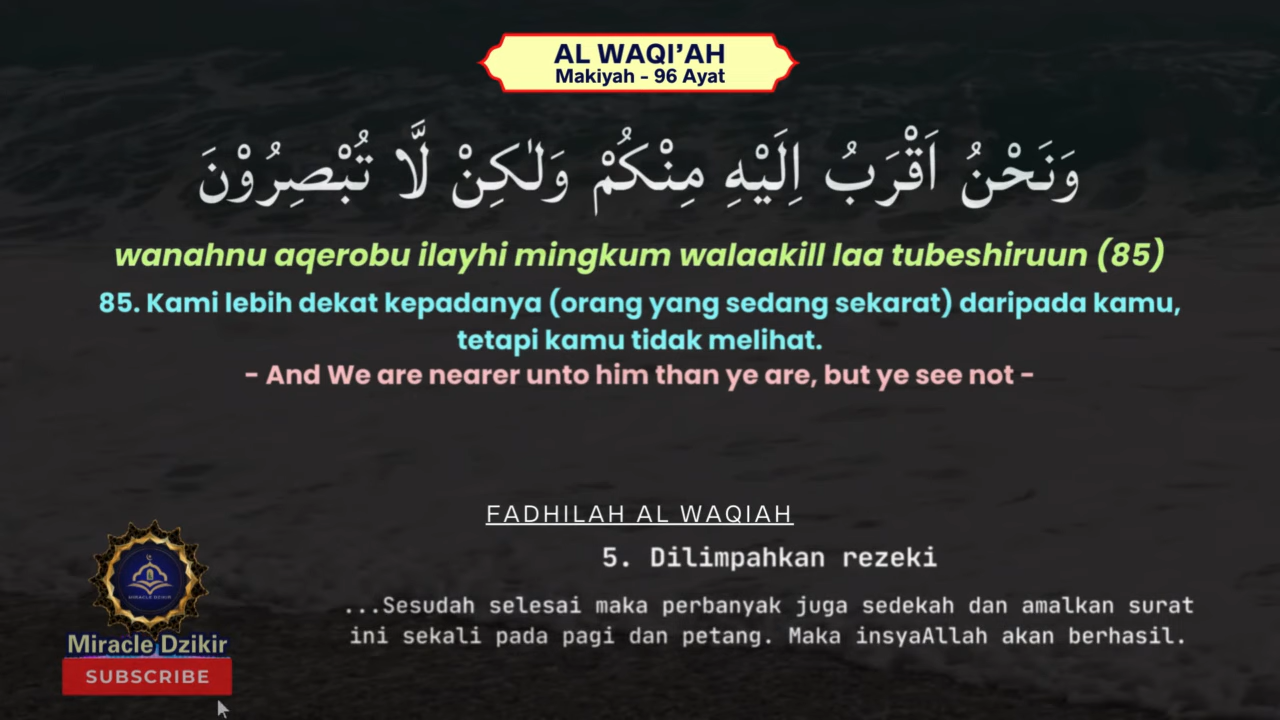 AL WAQI’AH
Makiyah - 96 Ayat
وَنَحْنُ اَقْرَبُ اِلَيْهِ مِنْكُمْ وَلٰكِنْ لَّا تُبْصِرُوْنَ
wanahnu aqerobu ilayhi mingkum walaakill laa tubeshiruun (85)
85. Kami lebih dekat kepadanya (orang yang sedang sekarat) daripada kamu,
tetapi kamu tidak melihat.
- And We are nearer unto him than ye are, but ye see not -
FADHILAH AL WAQIAH
5. Dilimpahkan rezeki
...Sesudah selesai maka perbanyak juga sedekah dan amalkan surat
ini sekali pada pagi dan petang. Maka insyaAllah akan berhasil.
MIRACLE DZIKIR
Miracle Dzikir
SUBSCRIBE